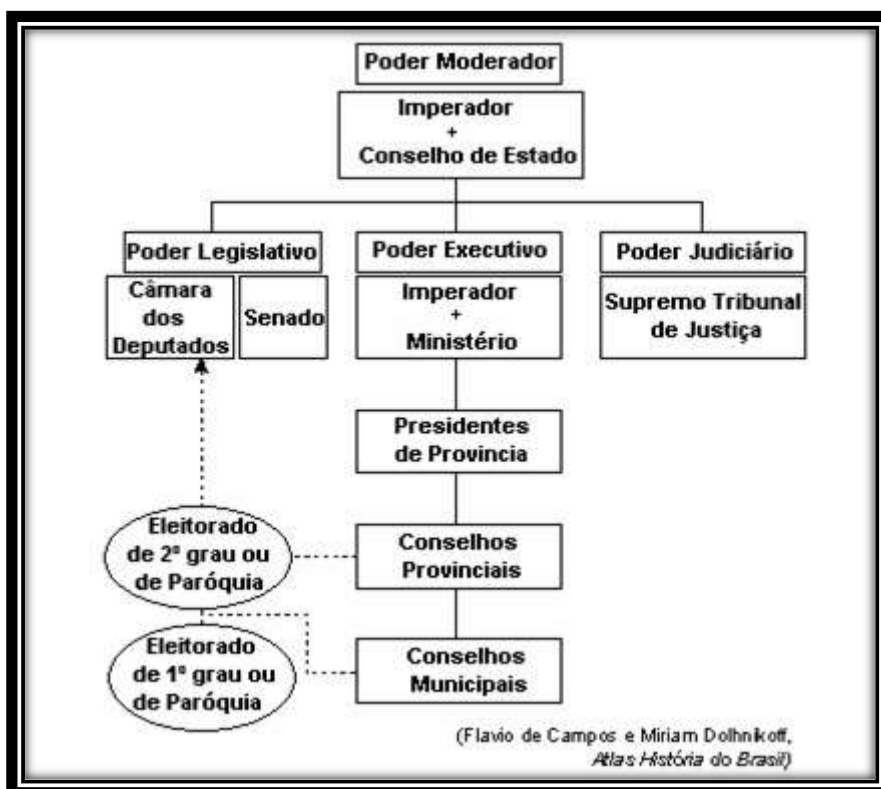 Poder Moderador
Imperador
+
Conselho de Estado
Poder Legislativo
Câmara
dos
Deputados
Senado
Poder Executivo
Imperador
+
Ministério
Poder Judiciário
Supremo Tribunal
de Justiça
Presidentes
de Provincia
Eleitorado
de 2º grau ou
de Paróquia
Conselhos
Provinciais
Eleitorado
de 1º grau ou
de Paróquia
Conselhos
Municipais
(Flavio de Campos e Miriam Dolhnikoff,
Atlas História do Brasil)